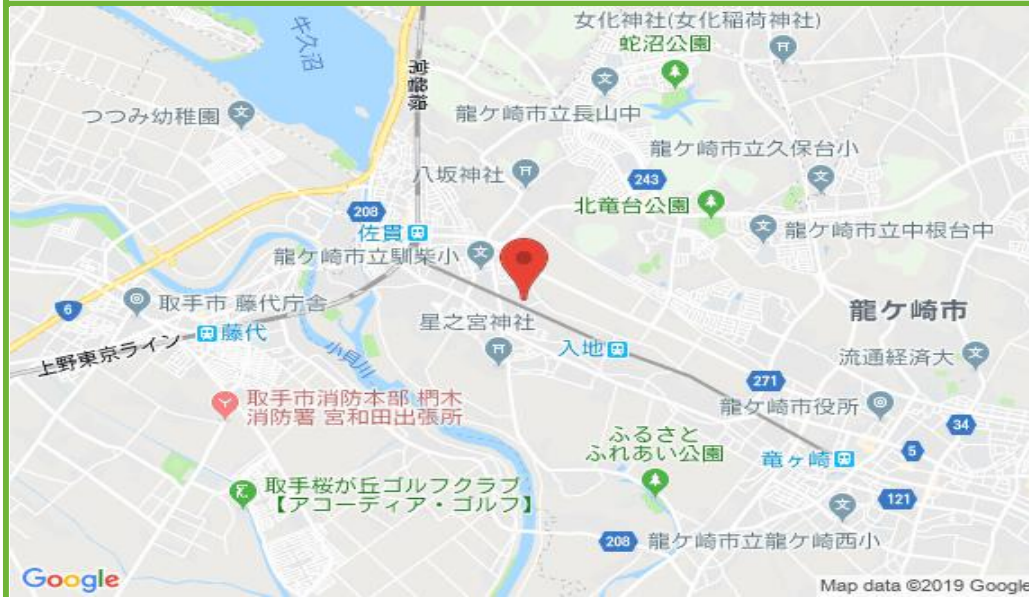 女化神社(女化稲荷神社)
蛇沼公園
牛久沼
常磐線
つつみ幼稚園
龍ケ崎市立長山中
龍ケ崎市立久保台小
八坂神社
243
208
北竜台公園
佐貫
龍ケ崎市立馴柴小
龍ケ崎市立中根台中
6
取手市 藤代庁舎
星之宮神社
龍ケ崎市
上野東京ライン
藤代
小貝川
入地
流通経済大
271
取手市消防本部 椚木
消防署 宮和田出張所
龍ケ崎市役所
34
ふるさと
ふれあい公園
竜ヶ崎
5
取手桜が丘ゴルフクラブ
【アコーディア・ゴルフ】
121
208
龍ケ崎市立龍ケ崎西小
Google
Map data ©2019 Google